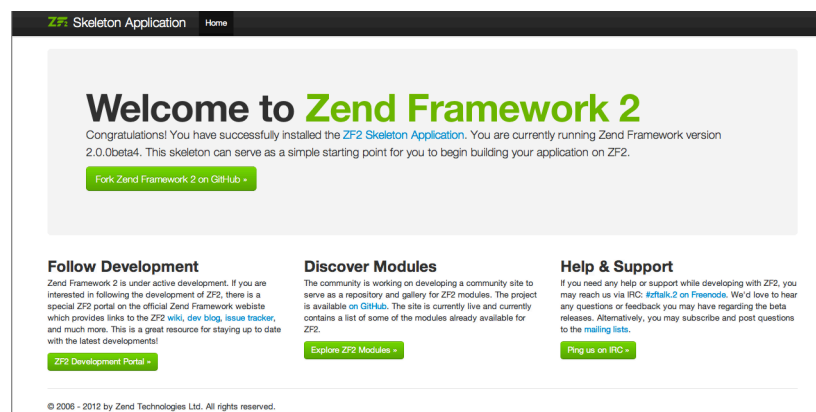 ZF2 Skeleton Application Home
Welcome to Zend Framework 2
Congratulations! You have successfully installed the ZF2 Skeleton Application. You are currently running Zend Framework version
2.0.0beta4. This skeleton can serve as a simple starting point for you to begin building your application on ZF2.
Fork Zend Framework 2 on GitHub »
Follow Development
Zend Framework 2 is under active development. If you are
interested in following the development of ZF2, there is a
special ZF2 portal on the official Zend Framework webiste
which provides links to the ZF2 wiki, dev blog, issue tracker,
and much more. This is a great resource for staying up to date
with the latest developments!
ZF2 Development Portal »
Discover Modules
The community is working on developing a community site to
serve as a repository and gallery for ZF2 modules. The project
is available on GitHub. The site is currently live and currently
contains a list of some of the modules already available for
ZF2.
Explore ZF2 Modules »
Help & Support
If you need any help or support while developing with ZF2, you
may reach us via IRC: #zftalk.2 on Freenode. We'd love to hear
any questions or feedback you may have regarding the beta
releases. Alternatively, you may subscribe and post questions
to the mailing lists.
Ping us on IRC »
© 2006 - 2012 by Zend Technologies Ltd. All rights reserved.